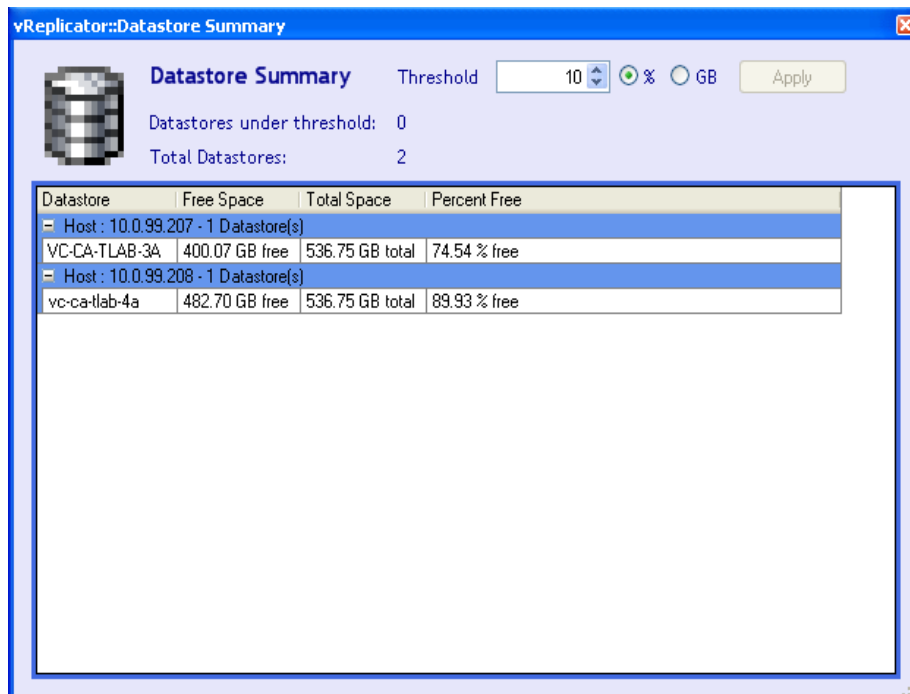 vReplicator::Datastore Summary
Datastore Summary Threshold 10 % GB Apply
Datastores under threshold: 0
Total Datastores: 2
Datastore Free Space Total Space Percent Free
Host : 10.0.99.207 - 1 Datastore(s)
VC-CA-TLAB-3A 400.07 GB free 536.75 GB total 74.54 % free
Host : 10.0.99.208 - 1 Datastore(s)
vc-ca-tlab-4a 482.70 GB free 536.75 GB total 89.93 % free